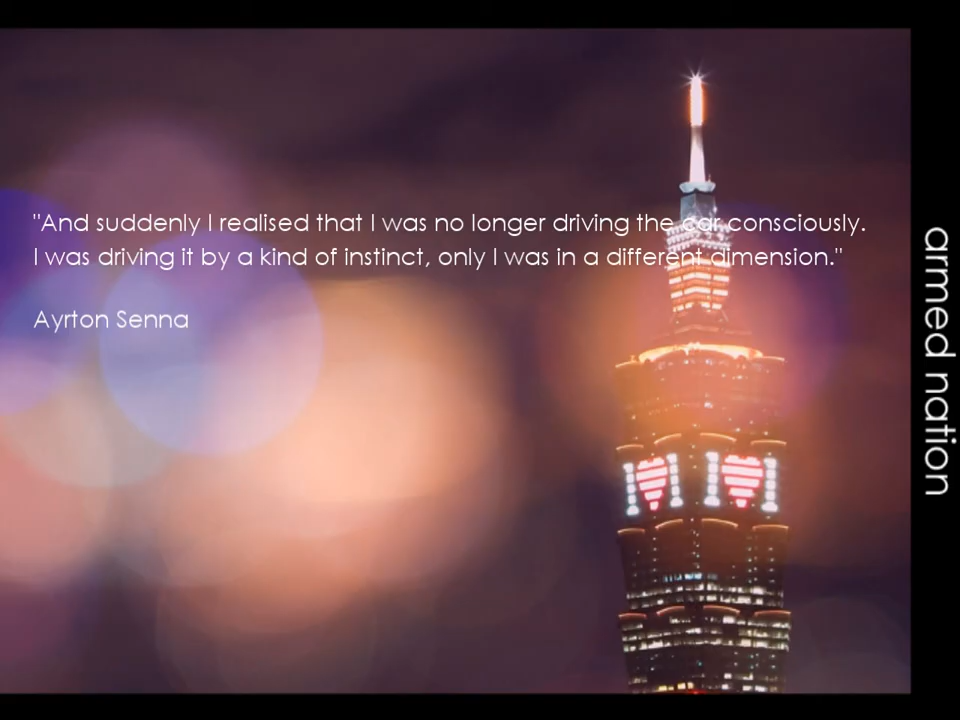 "And suddenly I realised that I was no longer driving the car consciously.
I was driving it by a kind of instinct, only I was in a different dimension."
Ayrton Senna
armed nation